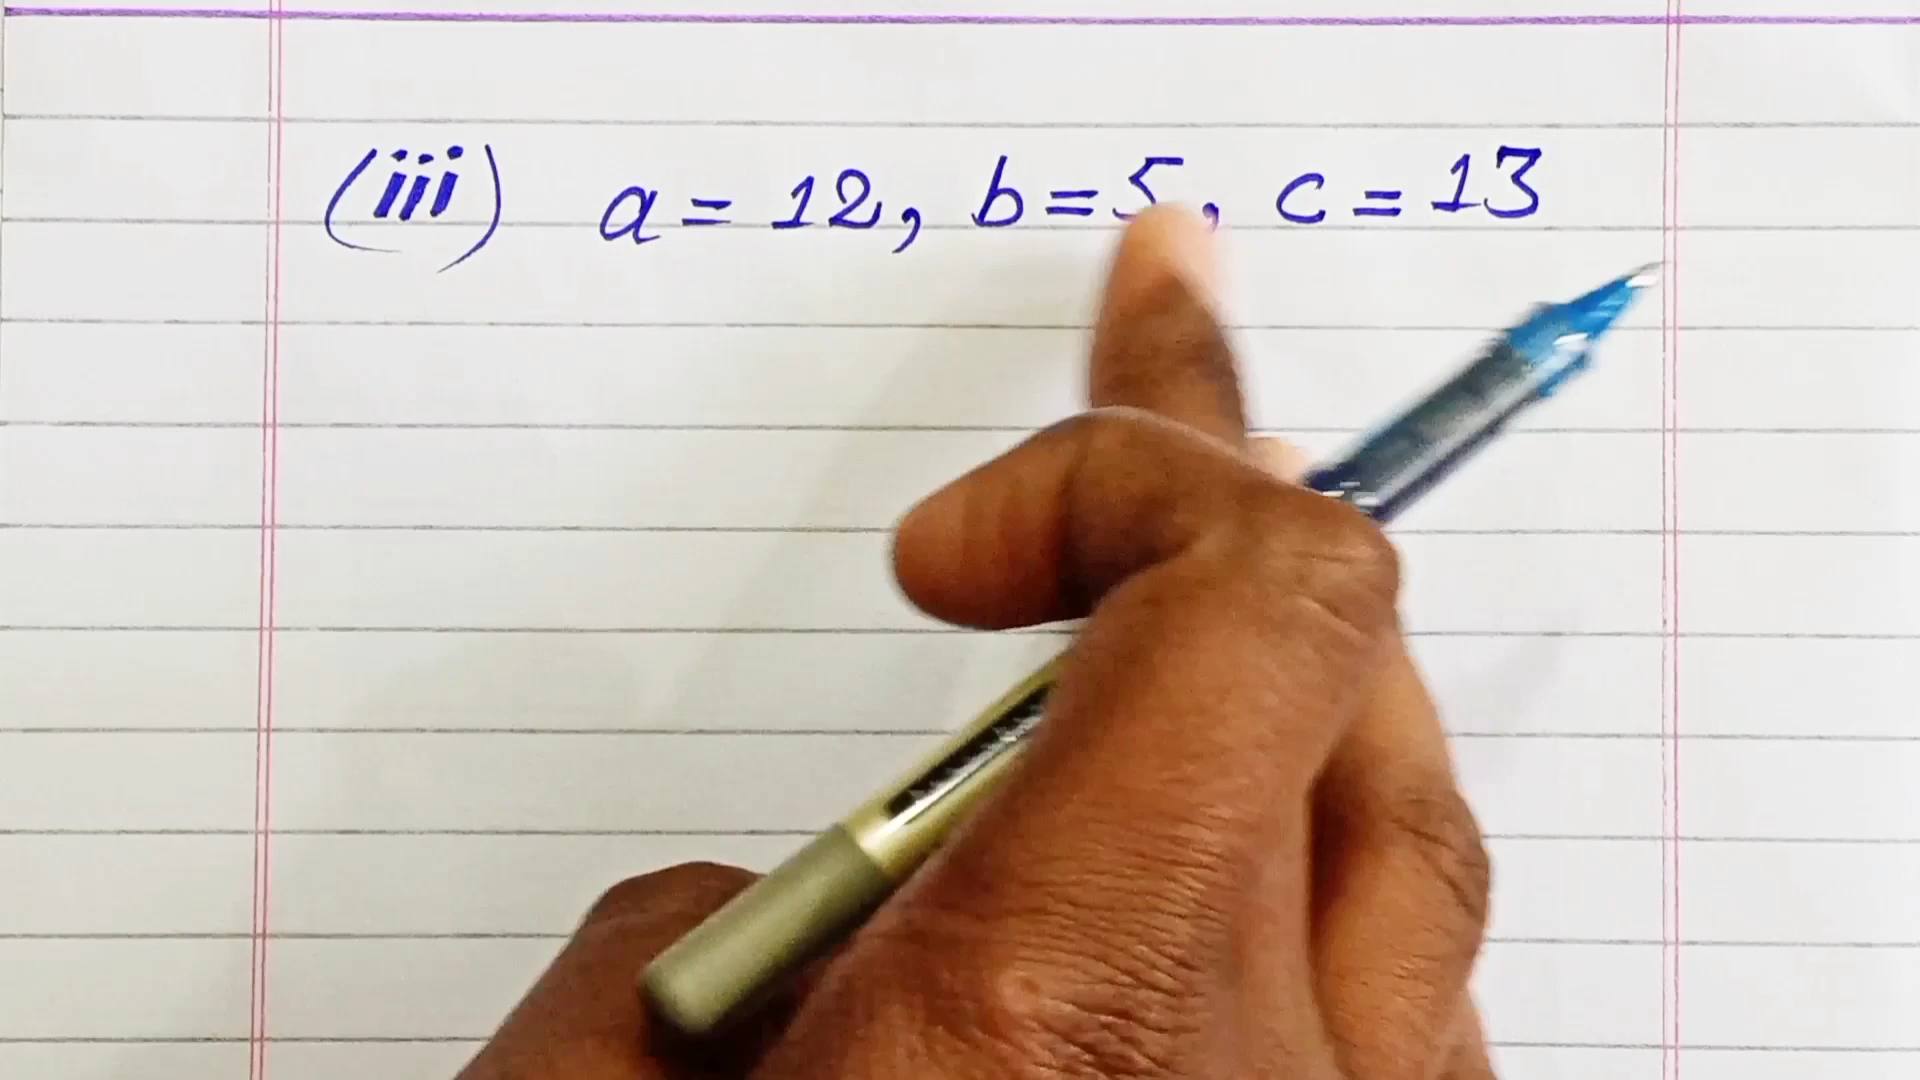 (iii) a = 12, b = 5, c = 13